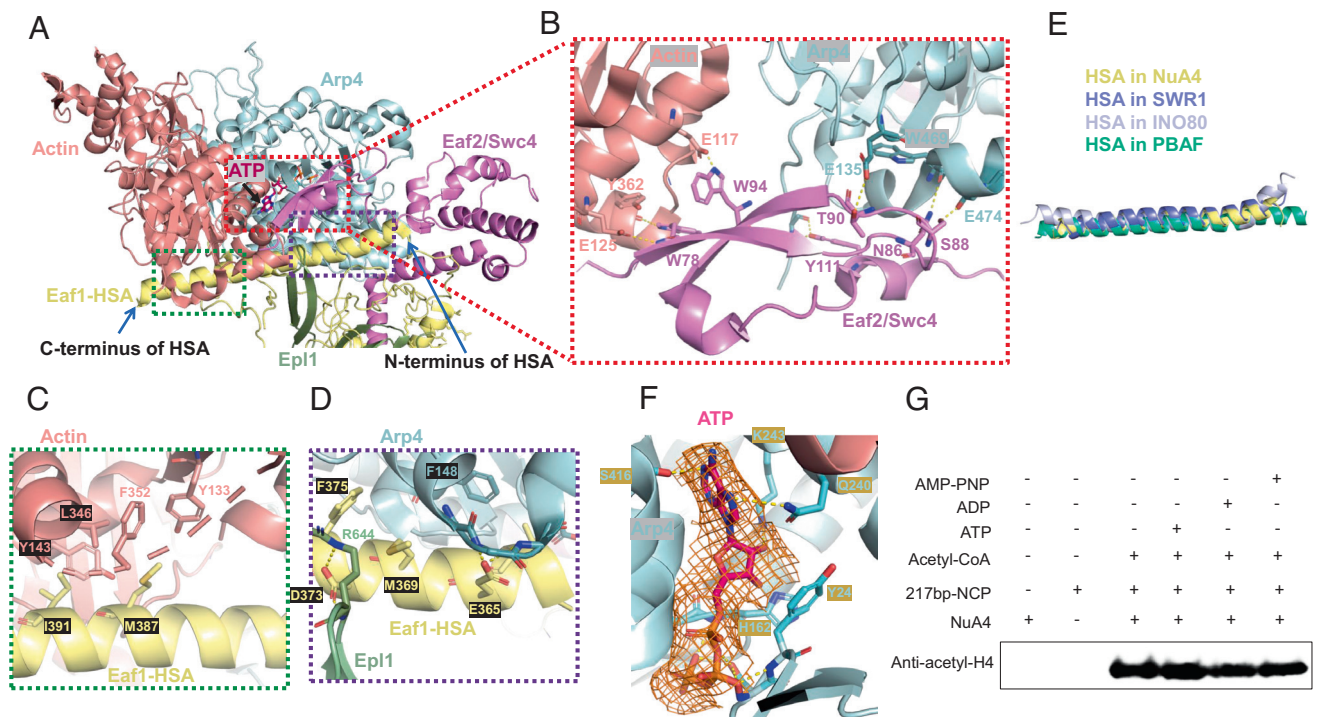 A
Arp4
Actin
ATP
Eaf2/Swc4
Eaf1-HSA
C-terminus of HSA
Epl1
N-terminus of HSA
B
Actin
Arp4
E117
W469
E135
Y362
W94
T90
E474
E125
S88
W78
N86
Y111
Eaf2/Swc4
E
HSA in NuA4
HSA in SWR1
HSA in INO80
HSA in PBAF
C
Actin
F352
Y133
L346
Y143
I391
M387
Eaf1-HSA
D
Arp4
F148
F375
R644
M369
D373
E365
Eaf1-HSA
Epl1
F
ATP
K243
S416
Q240
Arp4
Y24
H162
G
AMP-PNP - - - - - +
ADP - - - - + -
ATP - - - + - -
Acetyl-CoA - - + + + +
217bp-NCP - + + + + +
NuA4 + - + + + +
Anti-acetyl-H4